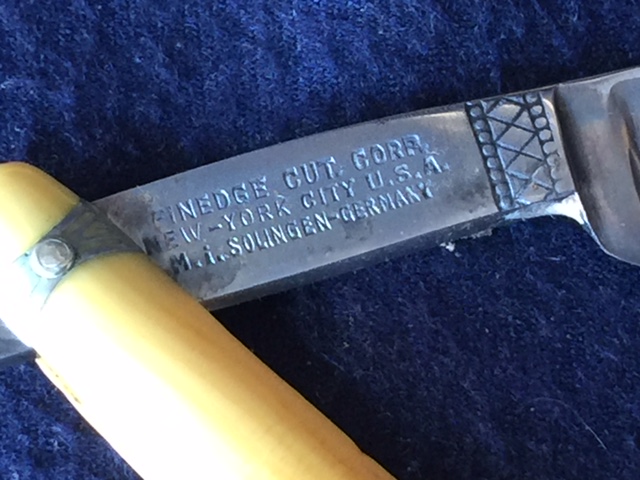 FINEDGE CUT. CORP.
NEW-YORK CITY U.S.A.
M.i. SOLINGEN-GERMANY